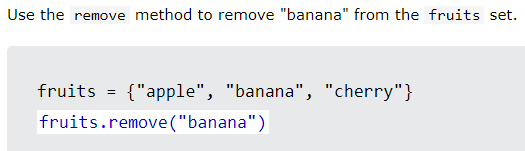 Use the remove method to remove "banana" from the fruits set.
fruits = {"apple", "banana", "cherry"}
fruits.remove("banana")